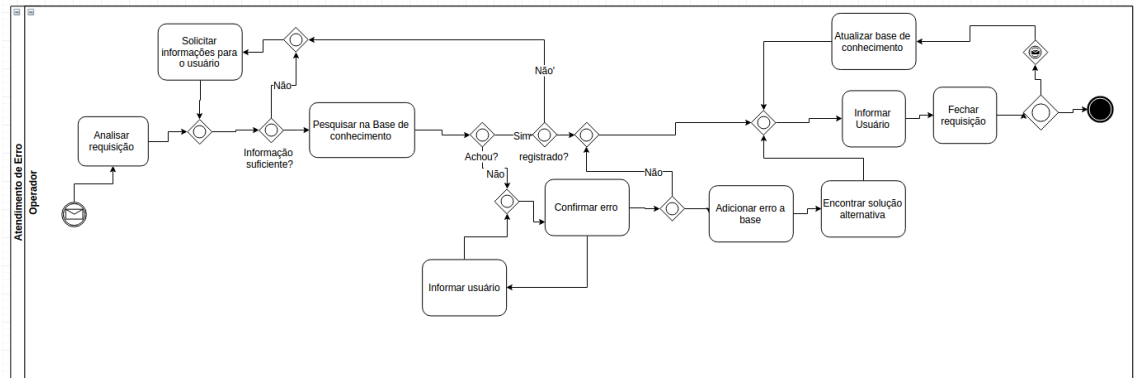 Atendimento de Erro
Operador
Solicitar
informações para
o usuário
Não
Analisar
requisição
Informação
suficiente?
Pesquisar na Base de
conhecimento
Achou?
Sim
Não'
registrado?
Não
Confirmar erro
Informar usuário
Não
Adicionar erro a
base
Encontrar solução
alternativa
Atualizar base de
conhecimento
Informar
Usuário
Fechar
requisição